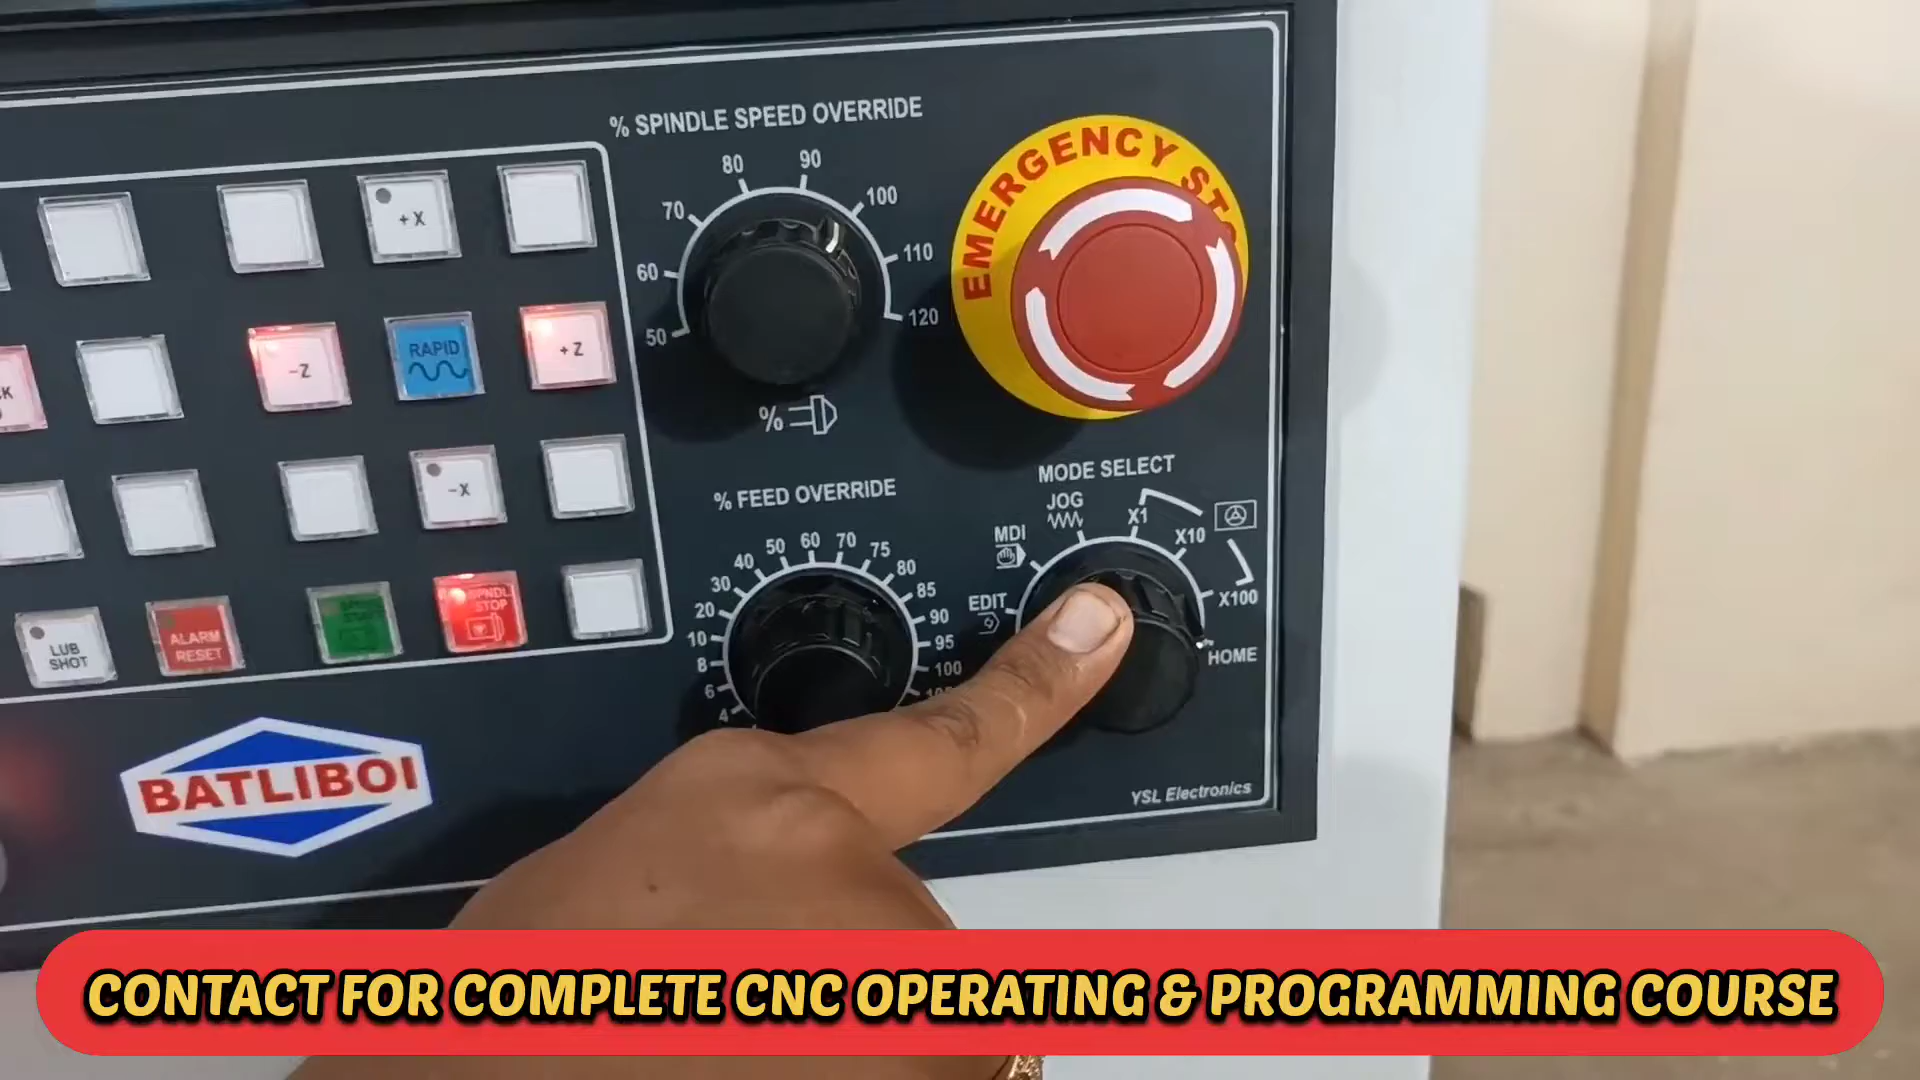 % SPINDLE SPEED OVERRIDE
50
60
70
80
90
100
110
120
%
EMERGENCY
+X
-Z
RAPID
+Z
-X
LUB
SHOT
ALARM
RESET
STOP
% FEED OVERRIDE
4
6
8
10
20
30
40
50
60
70
75
80
85
90
95
100
MODE SELECT
EDIT
MDI
JOG
X1
X10
X100
HOME
BATLIBOI
YSL Electronics
CONTACT FOR COMPLETE CNC OPERATING & PROGRAMMING COURSE